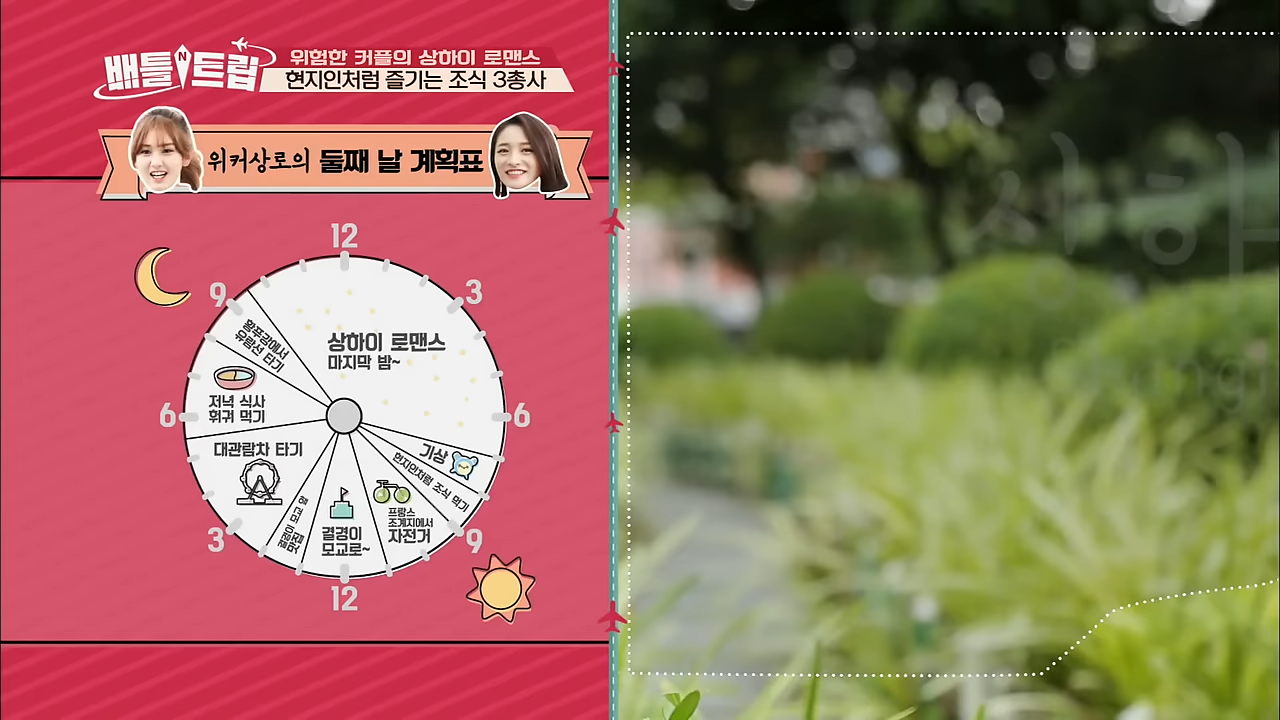 배틀트립
위험한 커플의 상하이 로맨스
현지인처럼 즐기는 조식 3총사
위커상로의 둘째 날 계획표
12
3
6
9
12
3
6
9
상하이 로맨스
마지막 밤~
기상
현지인처럼 조식 먹기
프랑스
조계지에서
자전거
결경이
모교로~
대관람차 타기
저녁 식사
훠궈 먹기
황푸강에서
유람선 타기
상하